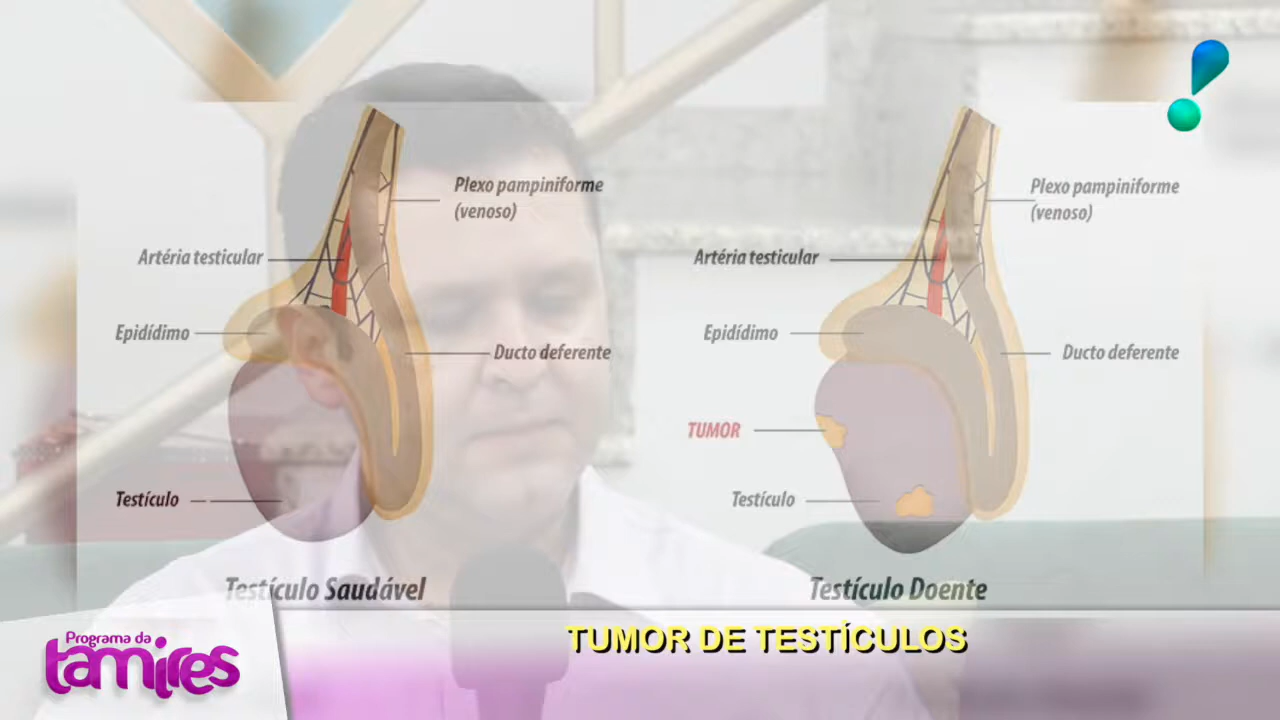 Plexo pampiniforme
(venoso)
Artéria testicular
Epidídimo
Ducto deferente
Testículo
Testículo Saudável
Plexo pampiniforme
(venoso)
Artéria testicular
Epidídimo
Ducto deferente
TUMOR
Testículo
Testículo Doente
TUMOR DE TESTÍCULOS
Programa da
tamires